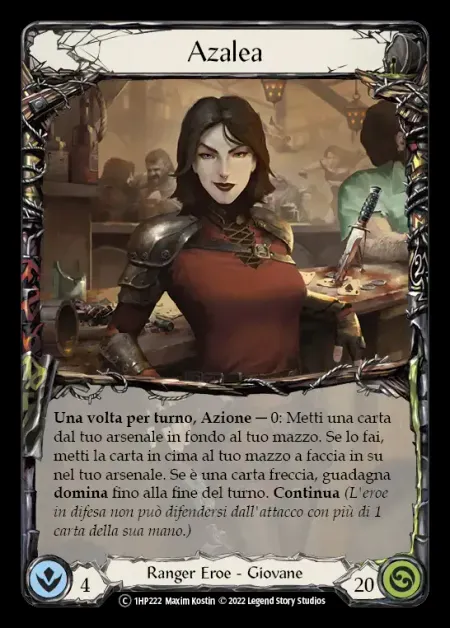 Azalea
Una volta per turno, Azione — 0: Metti una carta
dal tuo arsenale in fondo al tuo mazzo. Se lo fai,
metti la carta in cima al tuo mazzo a faccia in su
nel tuo arsenale. Se è una carta freccia, guadagna
domina fino alla fine del turno. Continua (L'eroe
in difesa non può difendersi dall'attacco con più di 1
carta della sua mano.)
4
Ranger Eroe - Giovane
20
C 1HP222 Maxim Kostin © 2022 Legend Story Studios